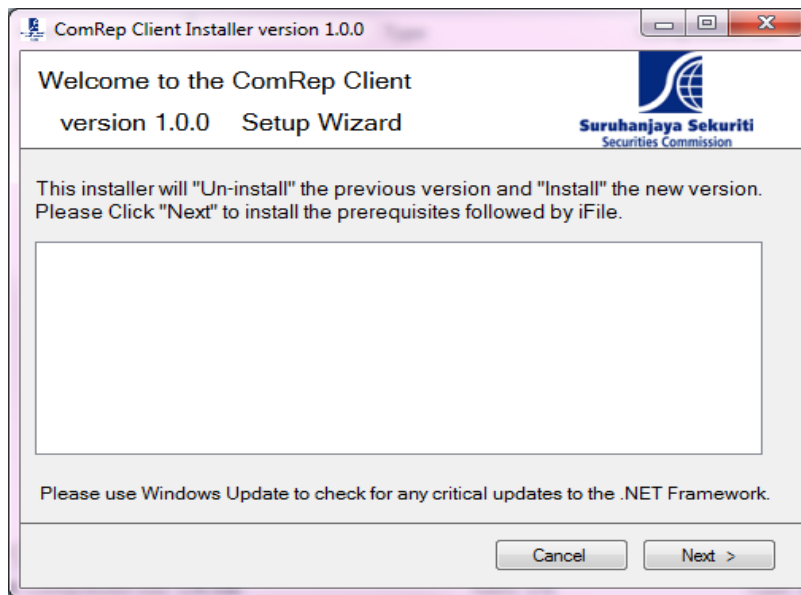 ComRep Client Installer version 1.0.0
Welcome to the ComRep Client
version 1.0.0 Setup Wizard
Suruhanjaya Sekuriti
Securities Commission
This installer will "Un-install" the previous version and "Install" the new version.
Please Click "Next" to install the prerequisites followed by iFile.
Please use Windows Update to check for any critical updates to the .NET Framework.
Cancel
Next >